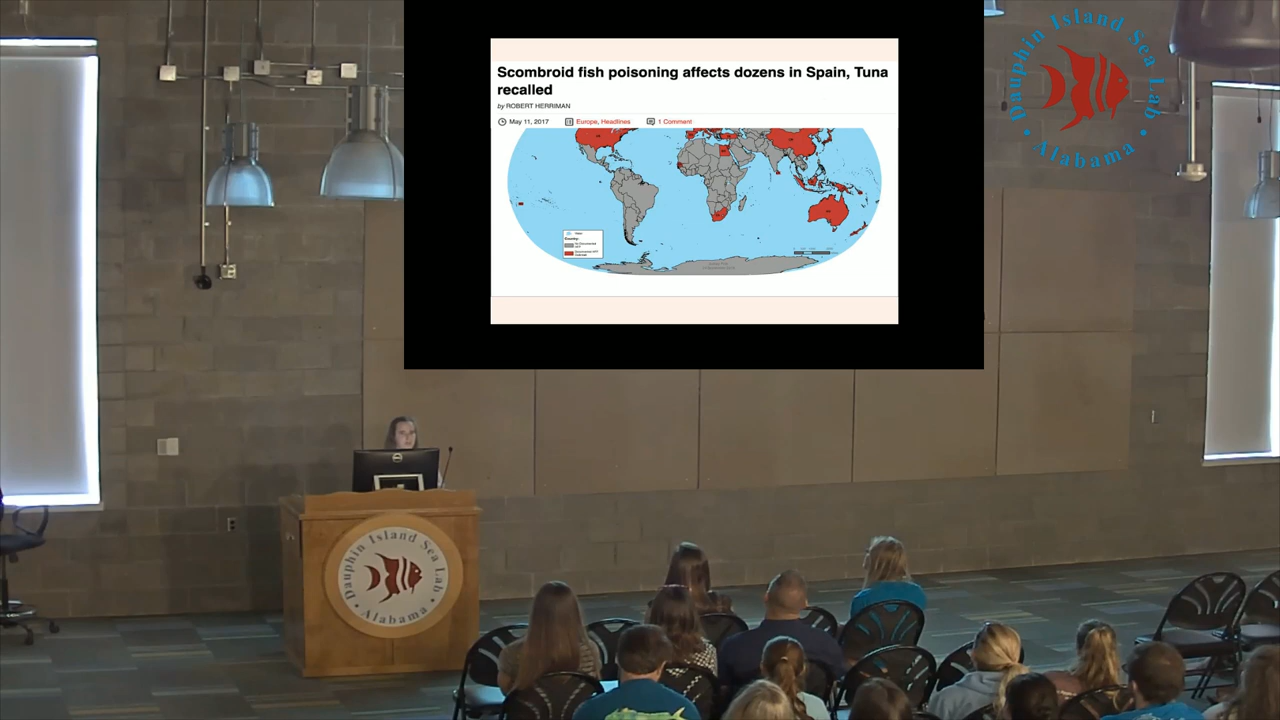 Scombroid fish poisoning affects dozens in Spain, Tuna
recalled
by ROBERT HERRIMAN
May 11, 2017 Europe, Headlines 1 Comment
Dauphin Island Sea Lab
Alabama
DELL
Dauphin Island Sea Lab
Alabama